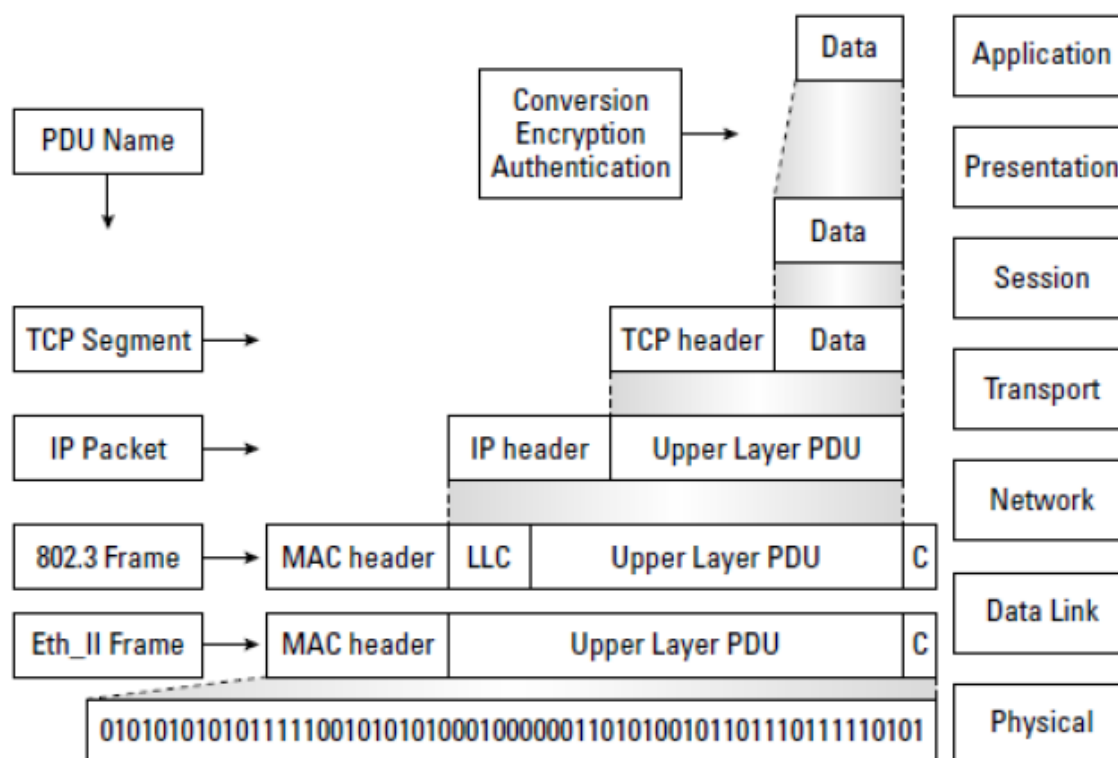 Data
Application
Conversion
Encryption
Authentication
PDU Name
Presentation
Data
Session
TCP Segment
TCP header
Data
Transport
IP Packet
IP header
Upper Layer PDU
Network
802.3 Frame
MAC header
LLC
Upper Layer PDU
C
Data Link
Eth_II Frame
MAC header
Upper Layer PDU
C
Physical